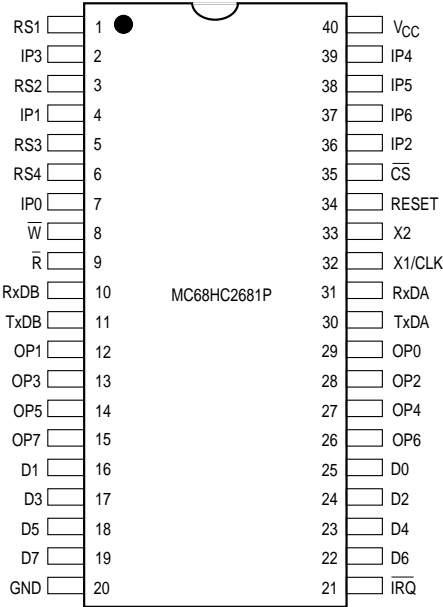 RS1 1 40 VCC
IP3 2 39 IP4
RS2 3 38 IP5
IP1 4 37 IP6
RS3 5 36 IP2
RS4 6 35 C̅S̅
IP0 7 34 RESET
W̅ 8 33 X2
R̅ 9 32 X1/CLK
RxDB 10 MC68HC2681P 31 RxDA
TxDB 11 30 TxDA
OP1 12 29 OP0
OP3 13 28 OP2
OP5 14 27 OP4
OP7 15 26 OP6
D1 16 25 D0
D3 17 24 D2
D5 18 23 D4
D7 19 22 D6
GND 20 21 I̅R̅Q̅